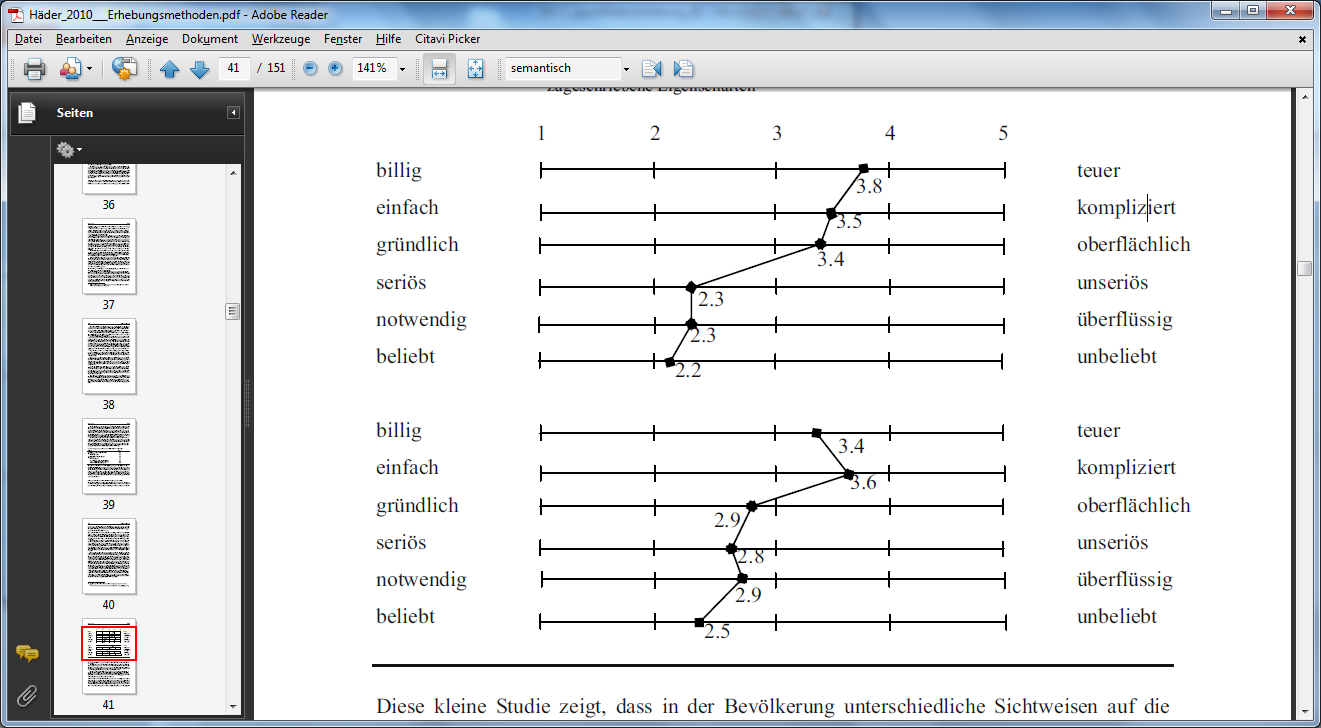 Häder_2010___Erhebungsmethoden.pdf - Adobe Reader
Datei Bearbeiten Anzeige Dokument Werkzeuge Fenster Hilfe Citavi Picker
41 / 151 141% semantisch
Seiten
36
37
38
39
40
41
zugeschriebene Eigenschaften
1 2 3 4 5
billig teuer
3.8
einfach kompliziert
3.5
gründlich oberflächlich
3.4
seriös unseriös
2.3
notwendig überflüssig
2.3
beliebt unbeliebt
2.2
billig teuer
3.4
einfach kompliziert
3.6
gründlich oberflächlich
2.9
seriös unseriös
2.8
notwendig überflüssig
2.9
beliebt unbeliebt
2.5
Diese kleine Studie zeigt, dass in der Bevölkerung unterschiedliche Sichtweisen auf die